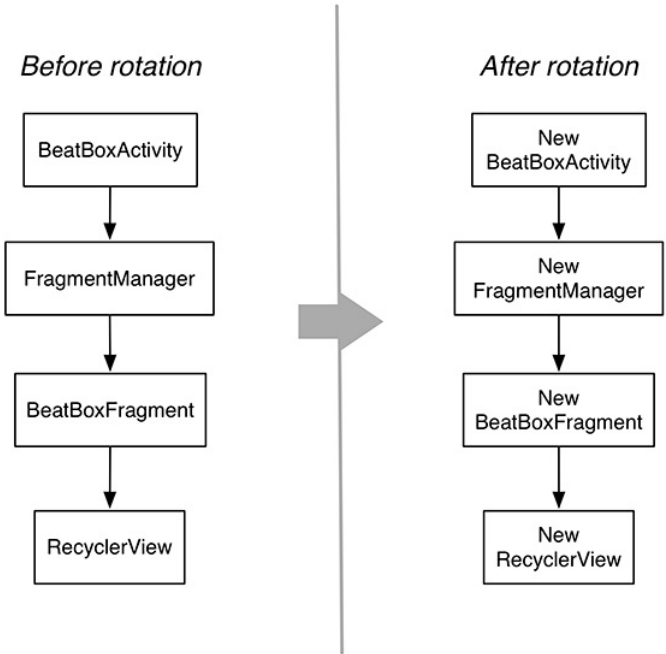 Before rotation
BeatBoxActivity
FragmentManager
BeatBoxFragment
RecyclerView
After rotation
New
BeatBoxActivity
New
FragmentManager
New
BeatBoxFragment
New
RecyclerView